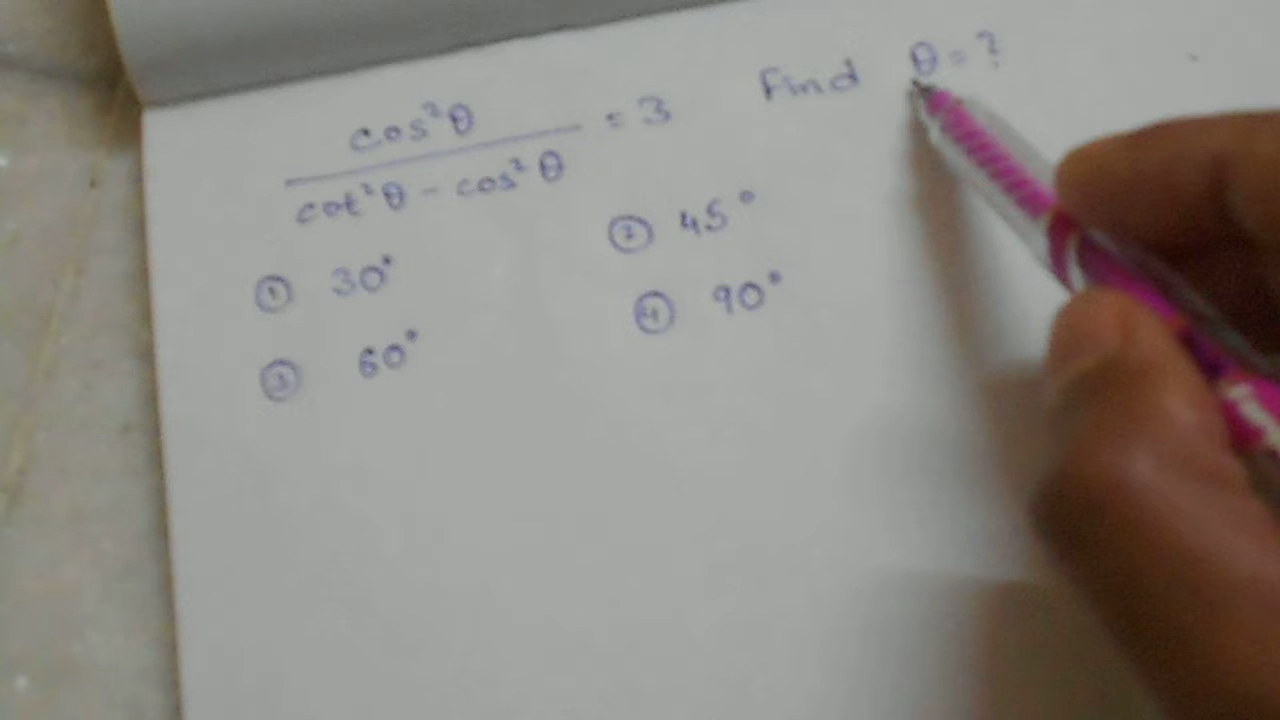 cos²θ / cot²θ - cos²θ = 3 Find θ = ?
① 30° ② 45°
③ 60° ④ 90°